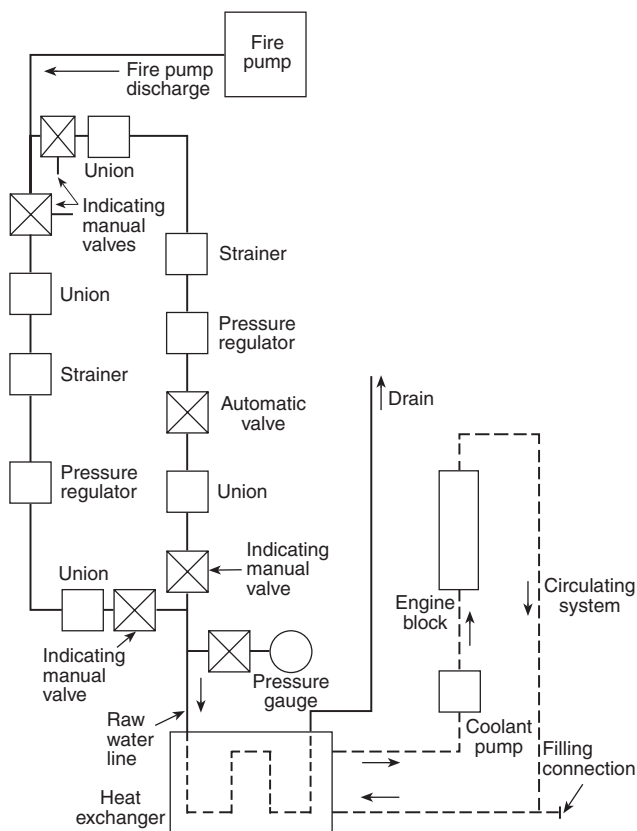 Fire
pump
Fire pump
discharge
Union
Indicating
manual
valves
Strainer
Union
Pressure
regulator
Strainer
Automatic
valve
Drain
Pressure
regulator
Union
Indicating
manual
valve
Union
Engine
block
Circulating
system
Indicating
manual
valve
Pressure
gauge
Raw
water
line
Coolant
pump
Filling
connection
Heat
exchanger